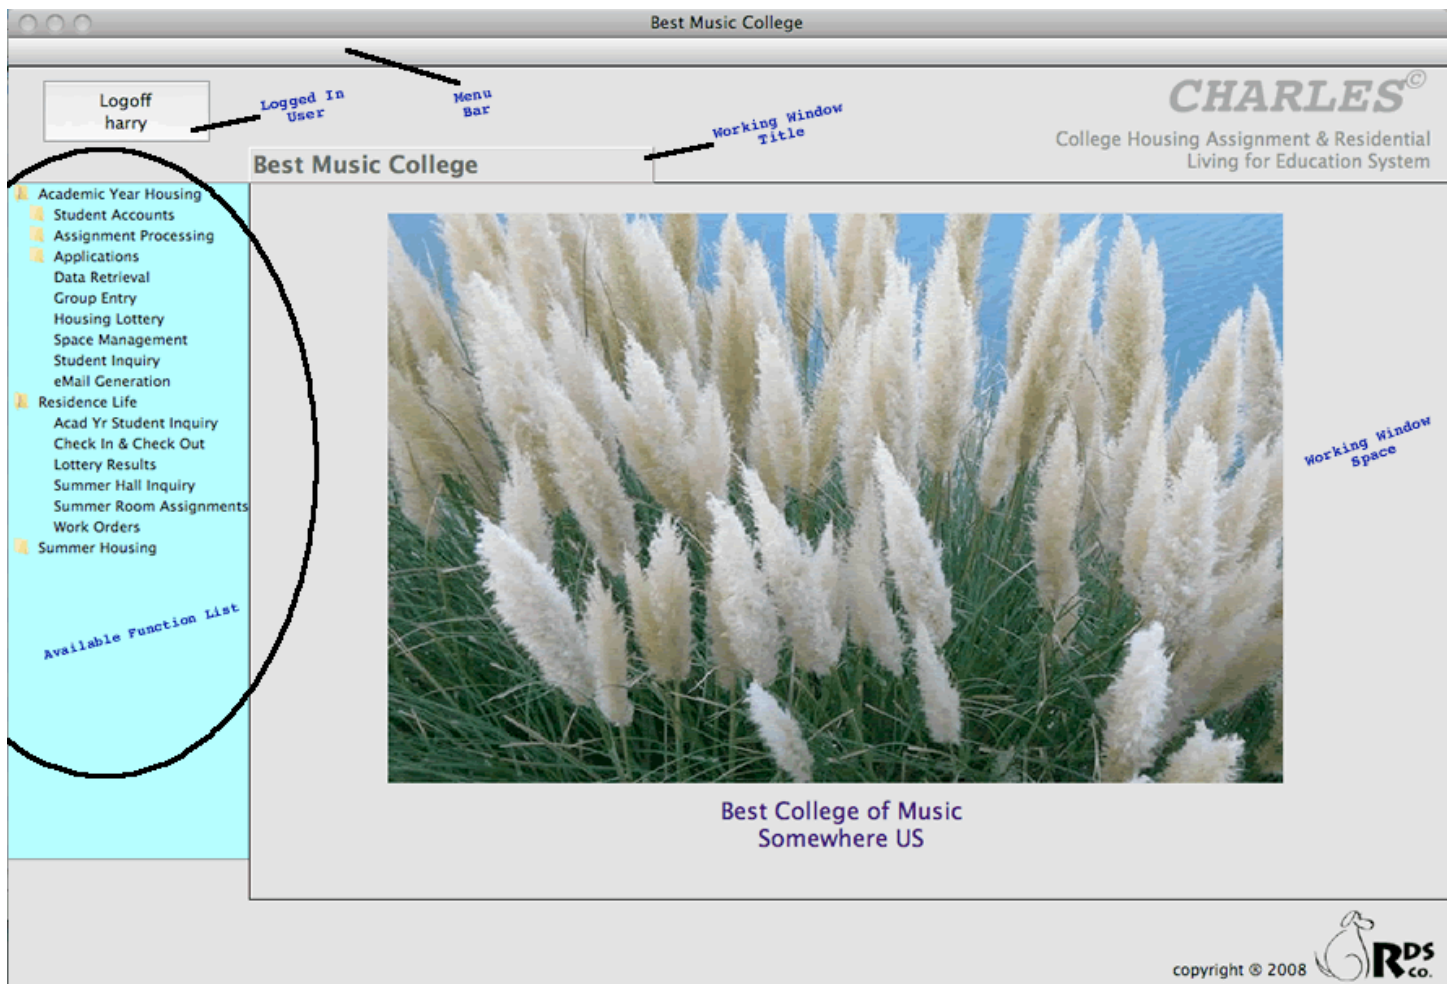 Best Music College
Logoff
harry
Logged In
User
Menu
Bar
Working Window
Title
CHARLES©
College Housing Assignment & Residential
Living for Education System
Best Music College
Academic Year Housing
Student Accounts
Assignment Processing
Applications
Data Retrieval
Group Entry
Housing Lottery
Space Management
Student Inquiry
eMail Generation
Residence Life
Acad Yr Student Inquiry
Check In & Check Out
Lottery Results
Summer Hall Inquiry
Summer Room Assignments
Work Orders
Summer Housing
Available Function List
Working Window
Space
Best College of Music
Somewhere US
copyright ® 2008
RDS
co.